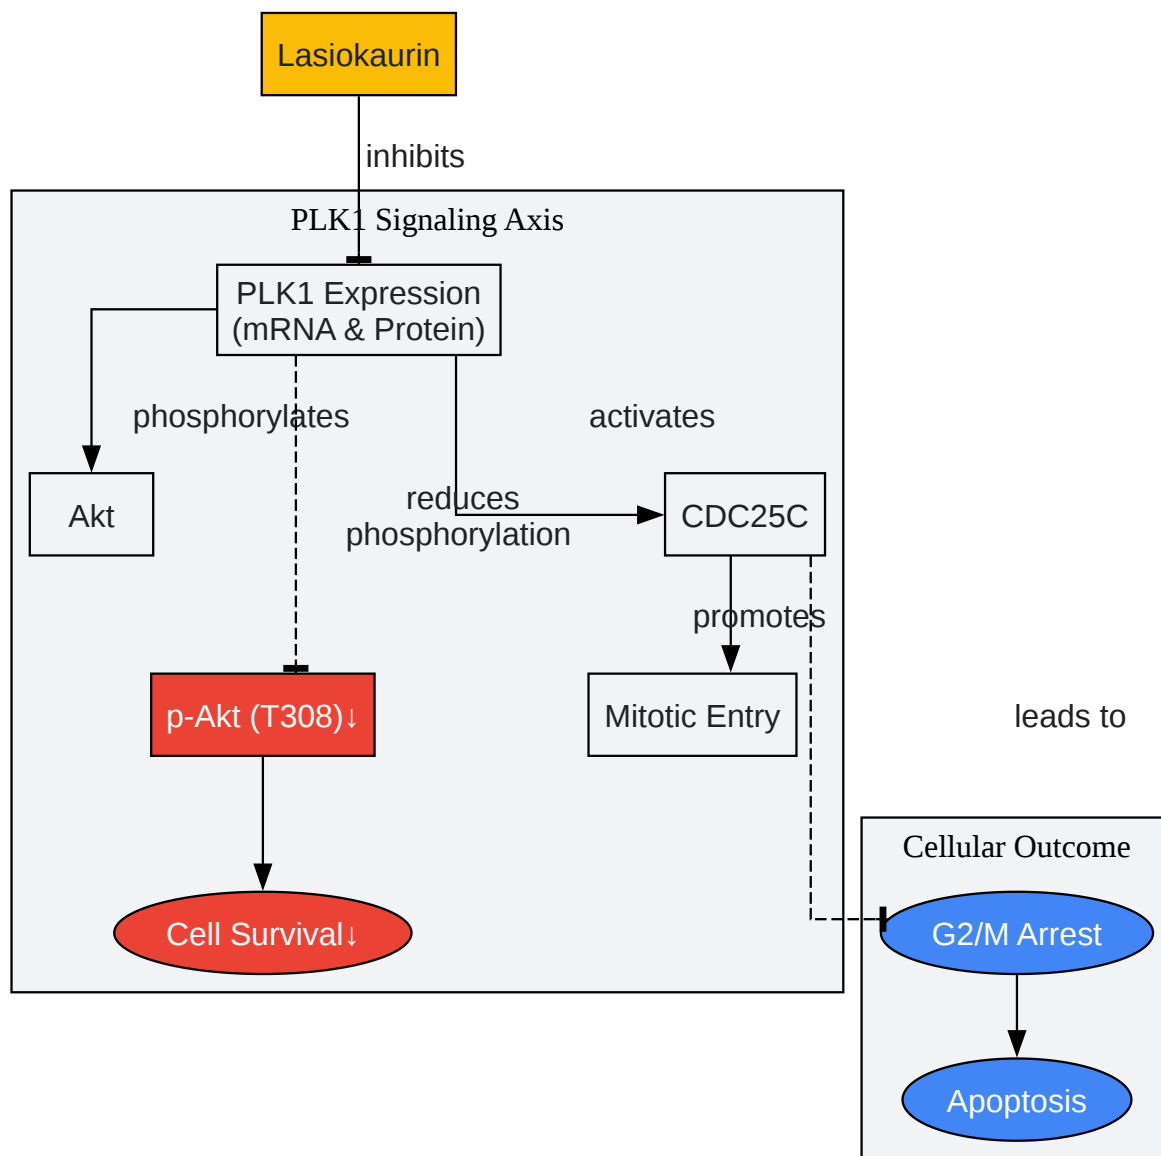 Lasiokaurin
inhibits
PLK1 Signaling Axis
PLK1 Expression
(mRNA & Protein)
phosphorylates
activates
reduces
phosphorylation
Akt
CDC25C
promotes
p-Akt (T308)↓
Mitotic Entry
leads to
Cellular Outcome
Cell Survival↓
G2/M Arrest
Apoptosis